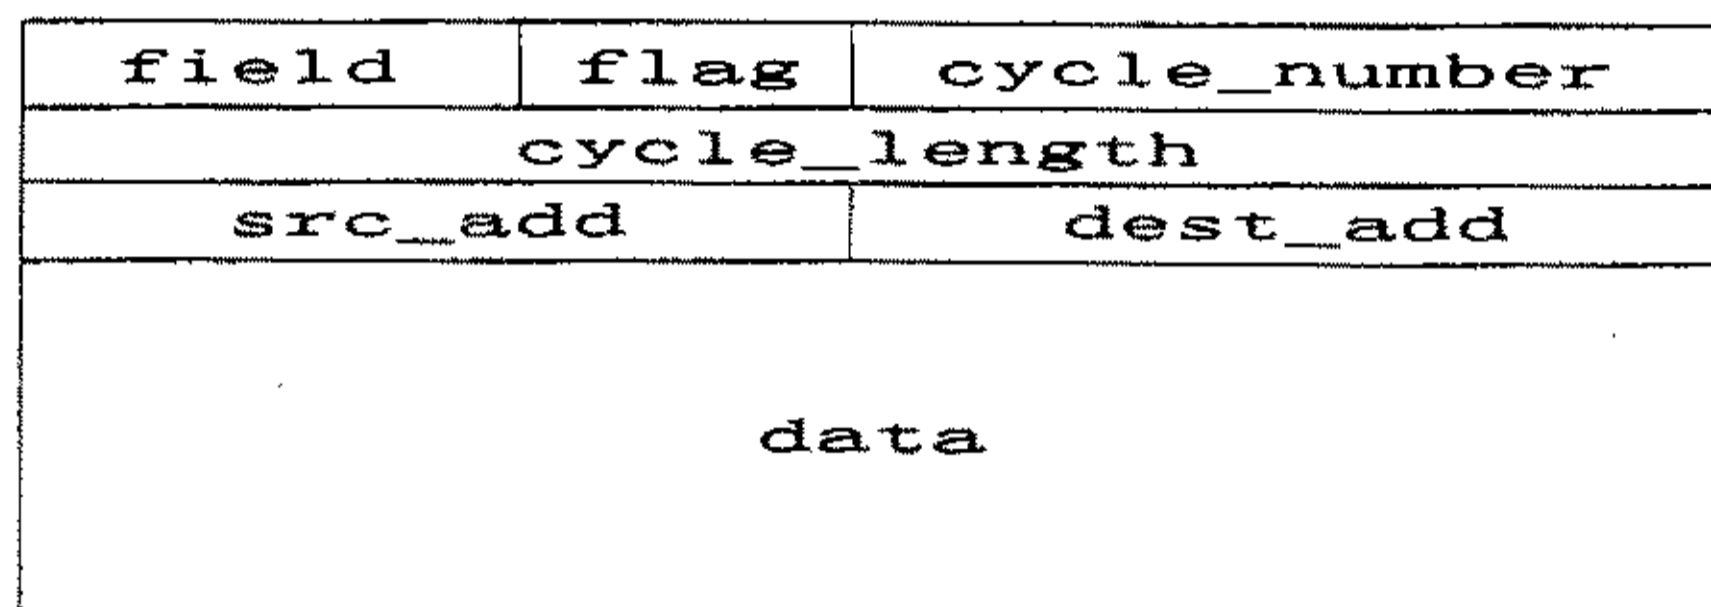 field flag cycle_number
cycle_length
src_add dest_add
data